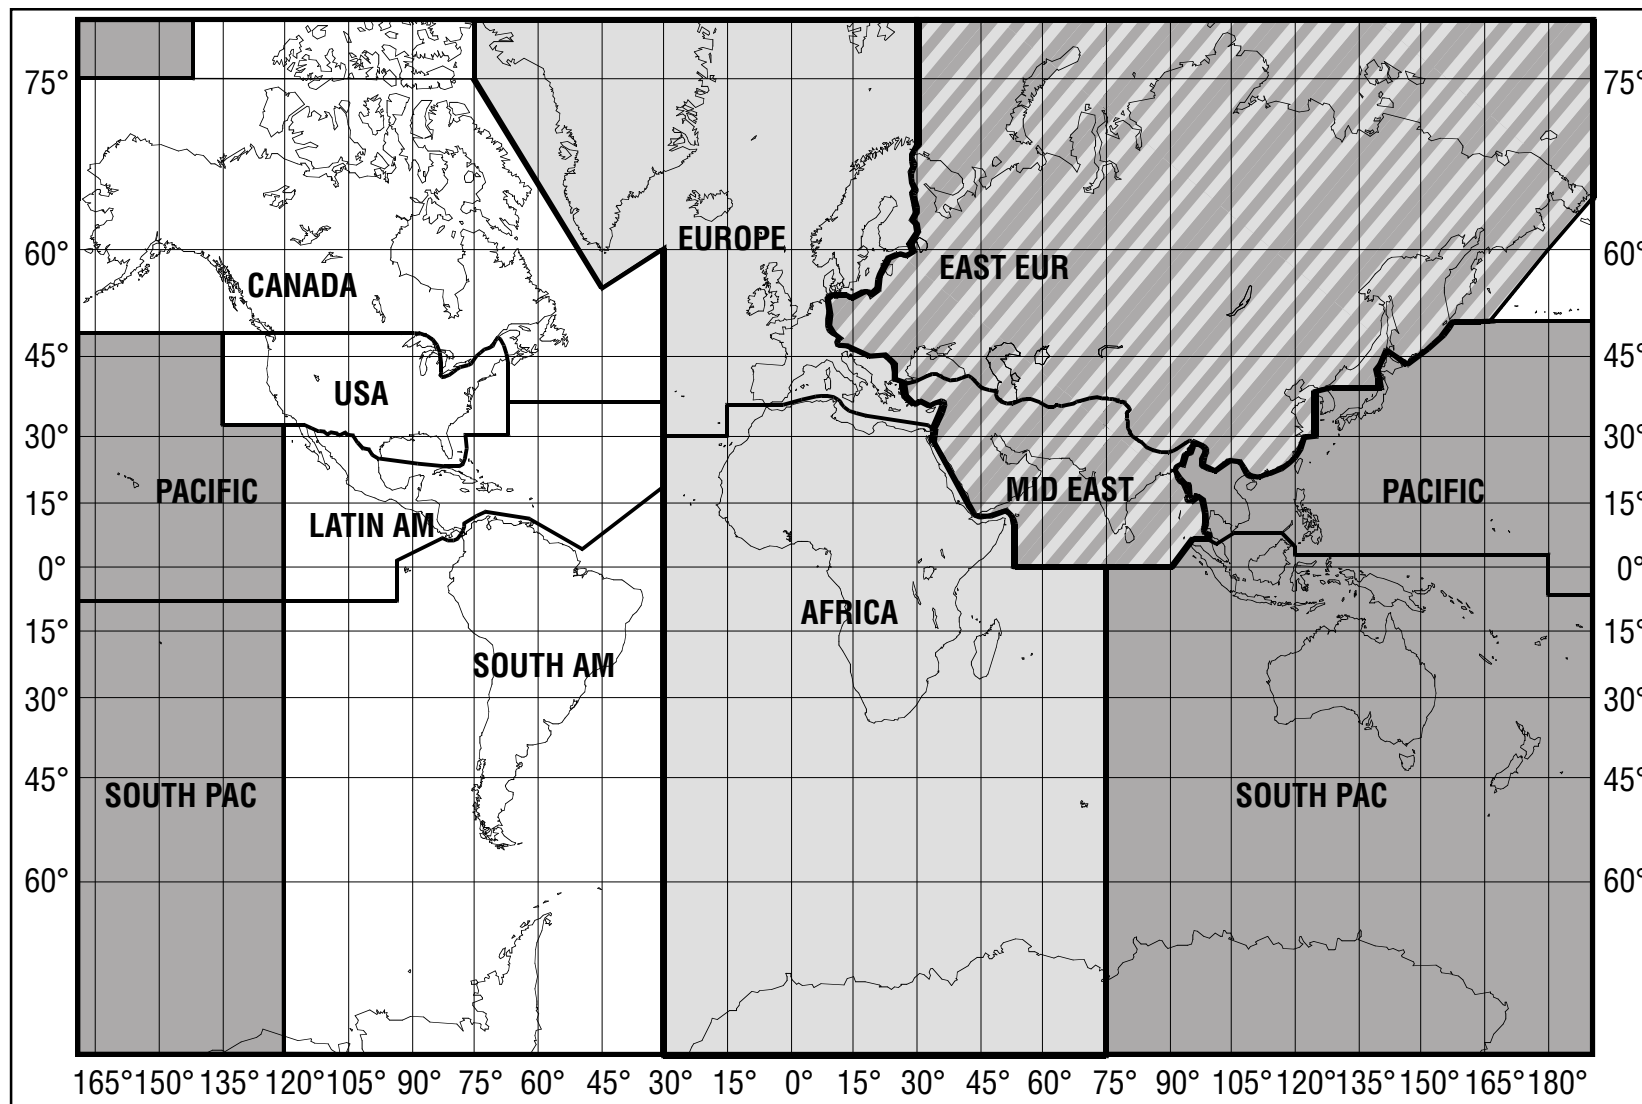 75° 75°
EUROPE
60° 60°
EAST EUR
CANADA
45° 45°
USA
30° 30°
PACIFIC MID EAST PACIFIC
15° 15°
LATIN AM
0° 0°
AFRICA
15° 15°
SOUTH AM
30° 30°
45° 45°
SOUTH PAC SOUTH PAC
60° 60°
165° 150° 135° 120° 105° 90° 75° 60° 45° 30 15° 0° 15° 30° 45° 60° 75° 90° 105° 120° 135° 150° 165° 180°